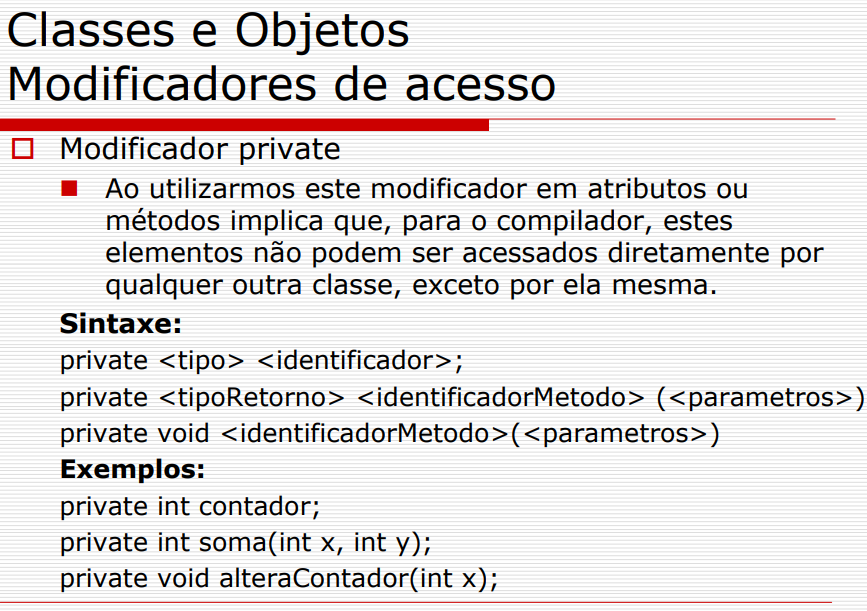 Classes e Objetos
Modificadores de acesso
Modificador private
Ao utilizarmos este modificador em atributos ou
métodos implica que, para o compilador, estes
elementos não podem ser acessados diretamente por
qualquer outra classe, exceto por ela mesma.
Sintaxe:
private <tipo> <identificador>;
private <tipoRetorno> <identificadorMetodo> (<parametros>)
private void <identificadorMetodo>(<parametros>)
Exemplos:
private int contador;
private int soma(int x, int y);
private void alteraContador(int x);